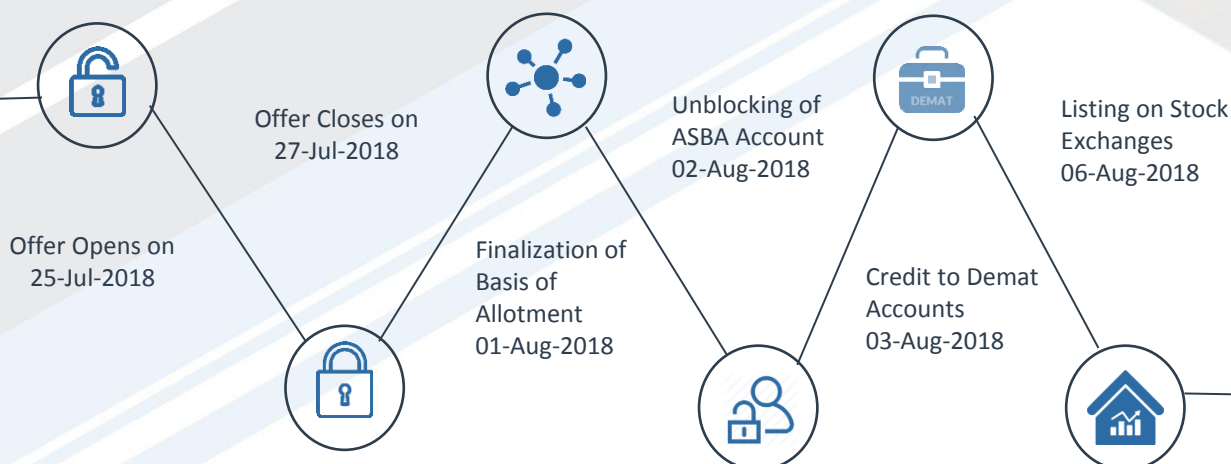 Offer Opens on
25-Jul-2018
Offer Closes on
27-Jul-2018
Finalization of
Basis of
Allotment
01-Aug-2018
Unblocking of
ASBA Account
02-Aug-2018
DEMAT
Credit to Demat
Accounts
03-Aug-2018
Listing on Stock
Exchanges
06-Aug-2018